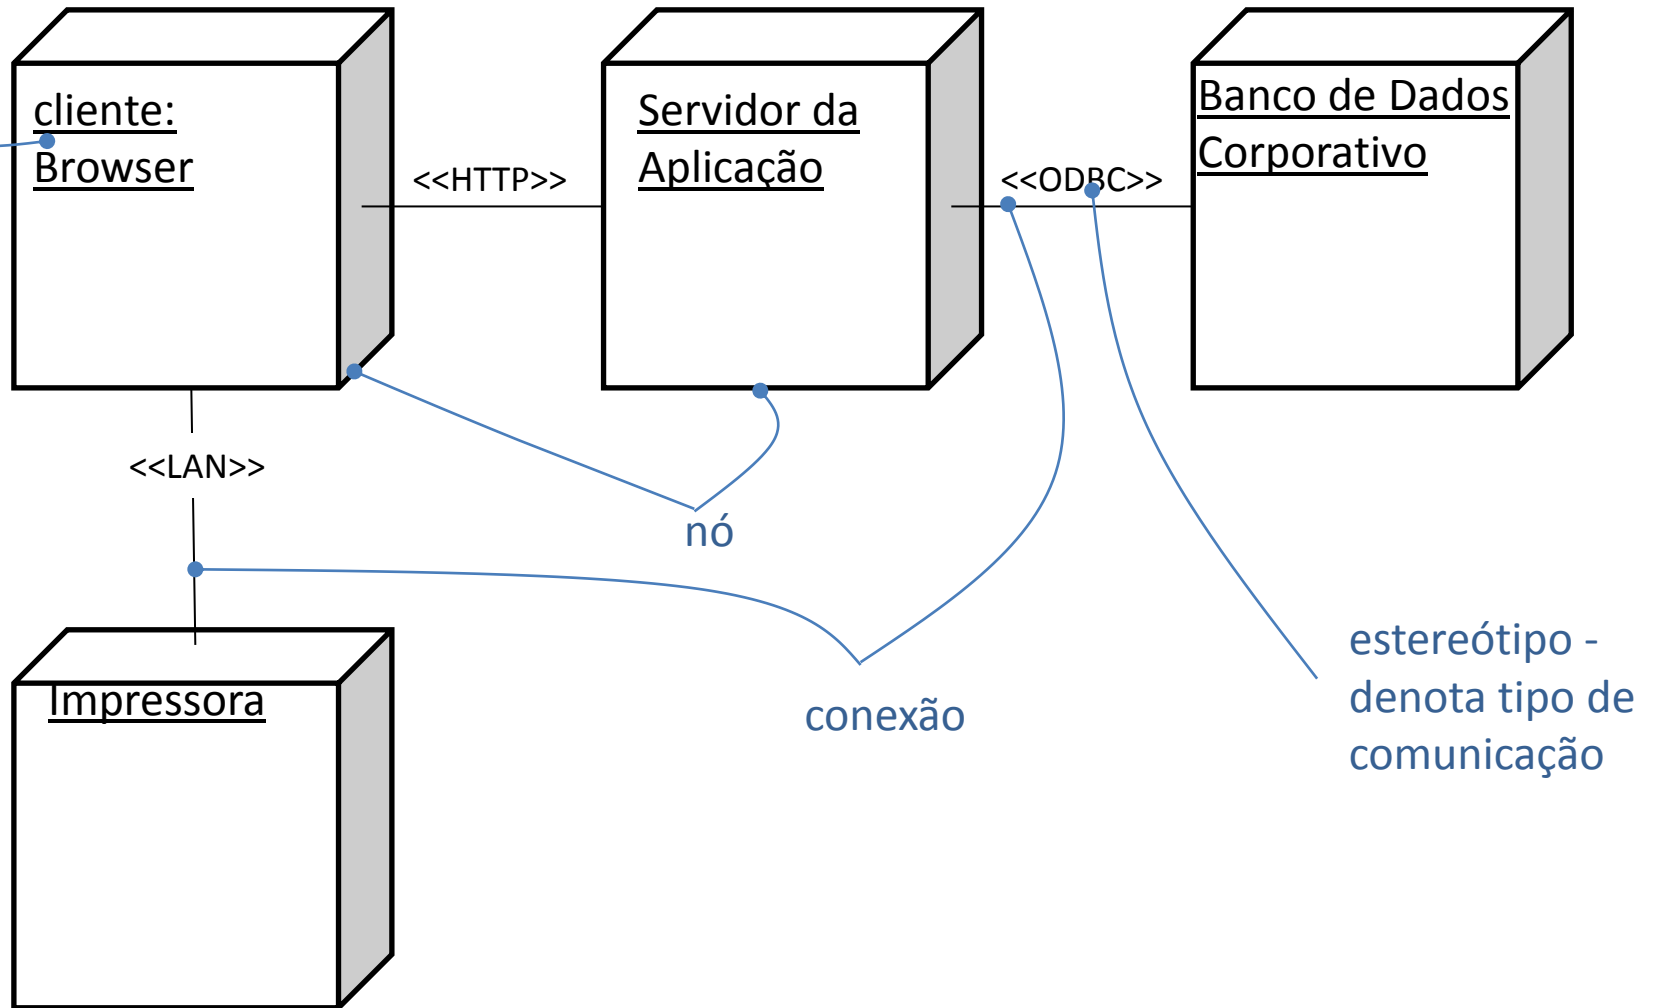 cliente:
Browser
<<HTTP>>
Servidor da
Aplicação
<<ODBC>>
Banco de Dados
Corporativo
<<LAN>>
nó
Impressora
conexão
estereótipo -
denota tipo de
comunicação